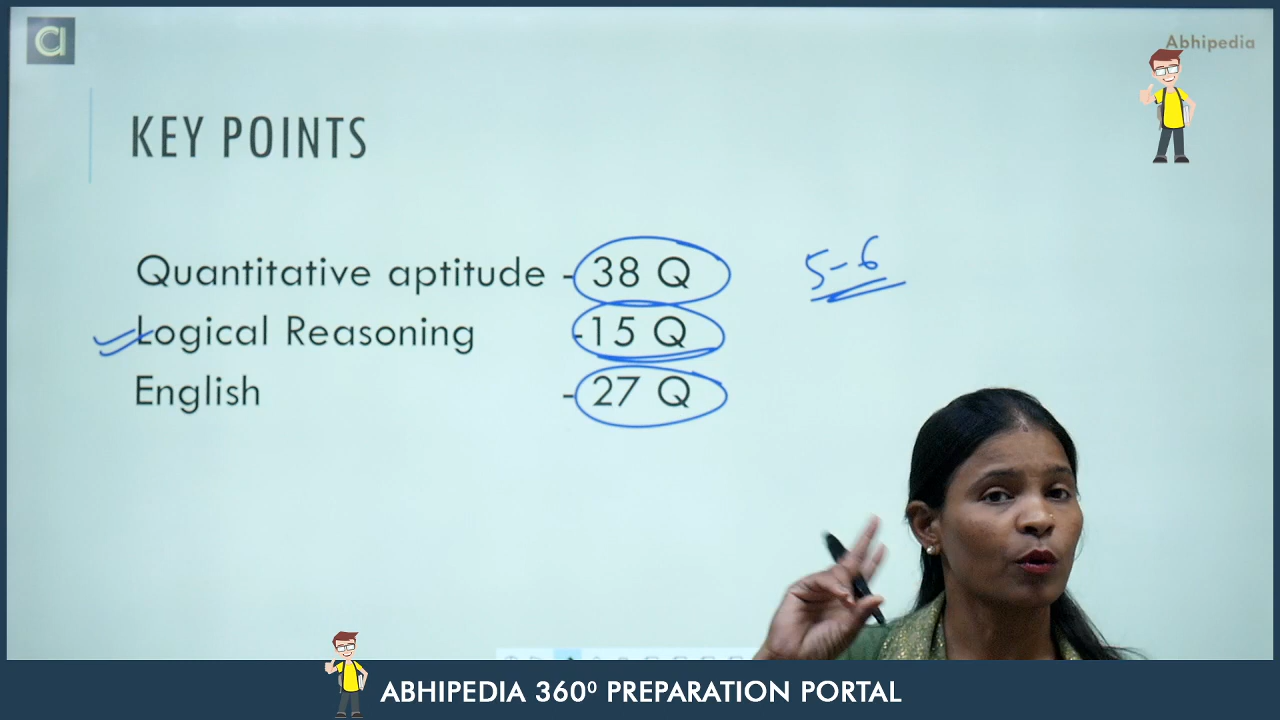 a
Abhipedia
KEY POINTS
Quantitative aptitude - 38 Q
5-6
Logical Reasoning -15 Q
English - 27 Q
ABHIPEDIA 360⁰ PREPARATION PORTAL